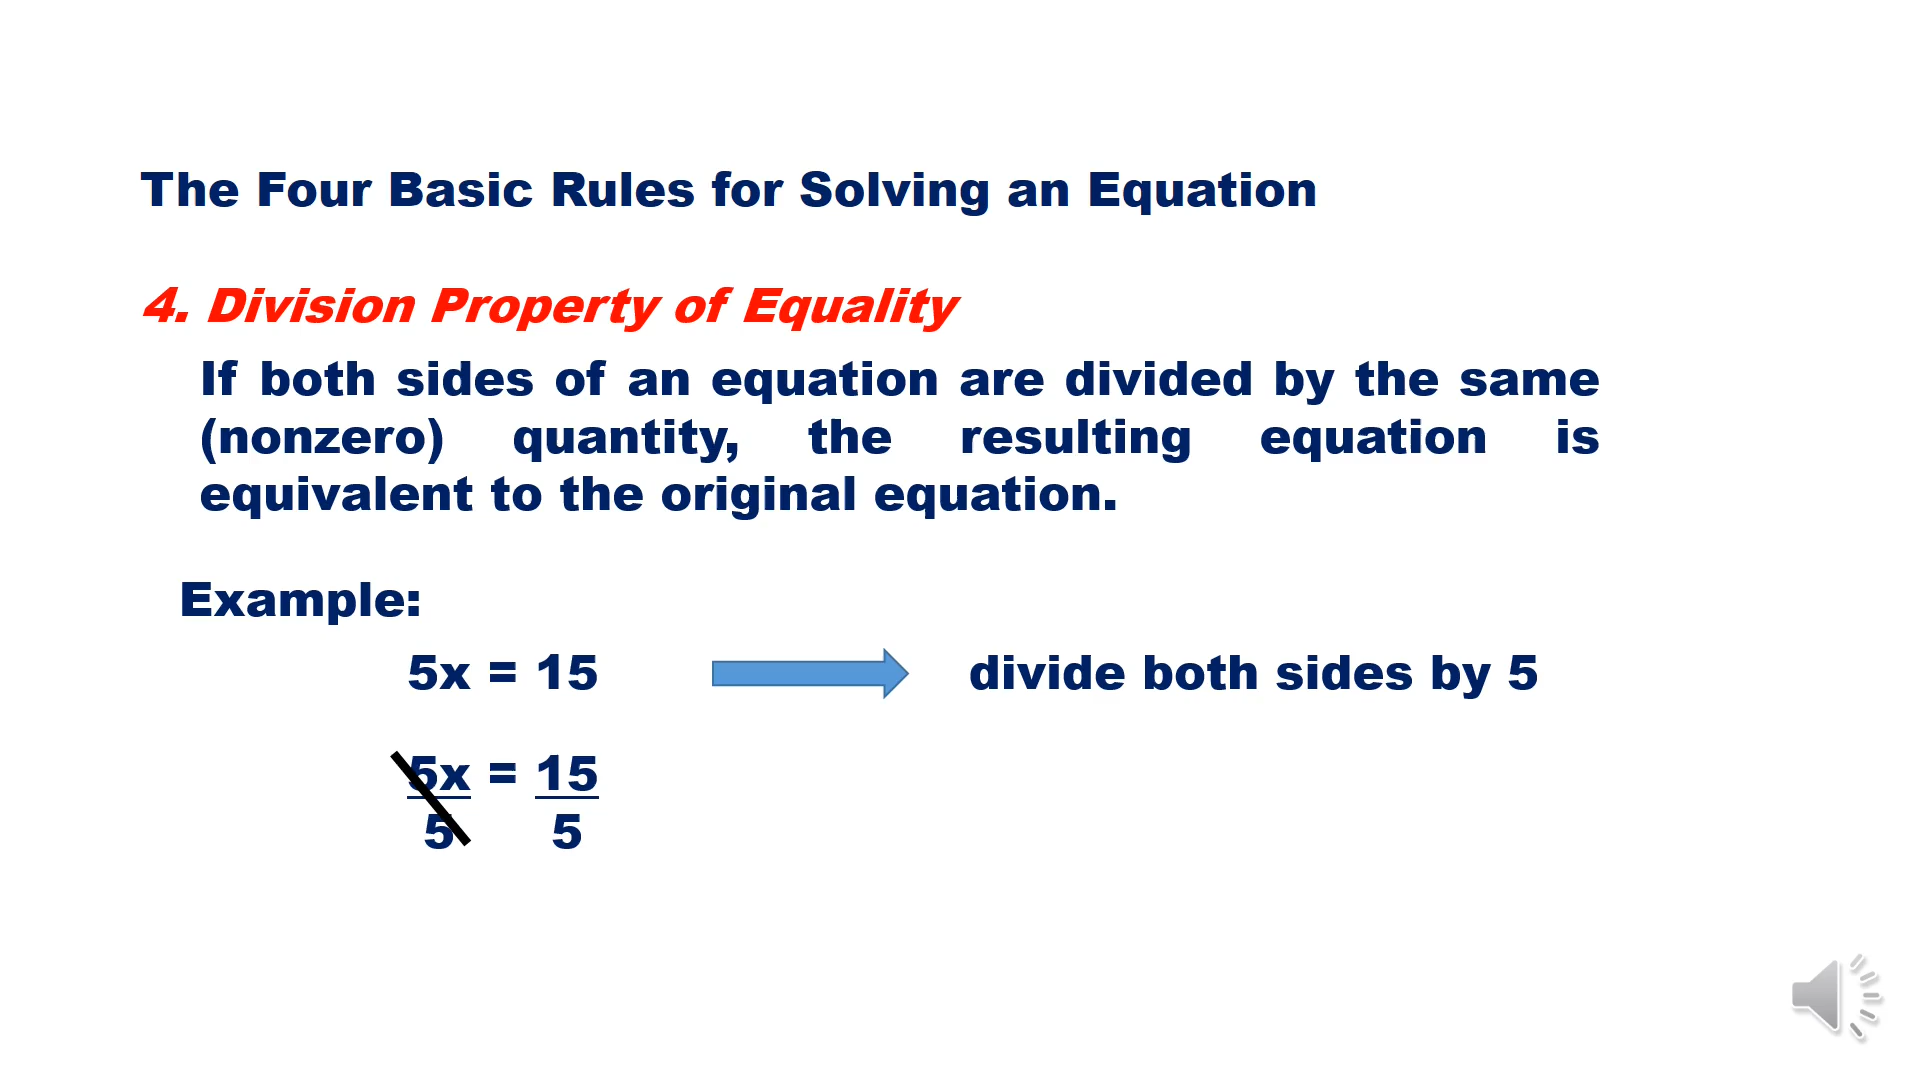 The Four Basic Rules for Solving an Equation
4. Division Property of Equality
If both sides of an equation are divided by the same
(nonzero) quantity, the resulting equation is
equivalent to the original equation.
Example:
5x = 15 divide both sides by 5
5x = 15
5 5